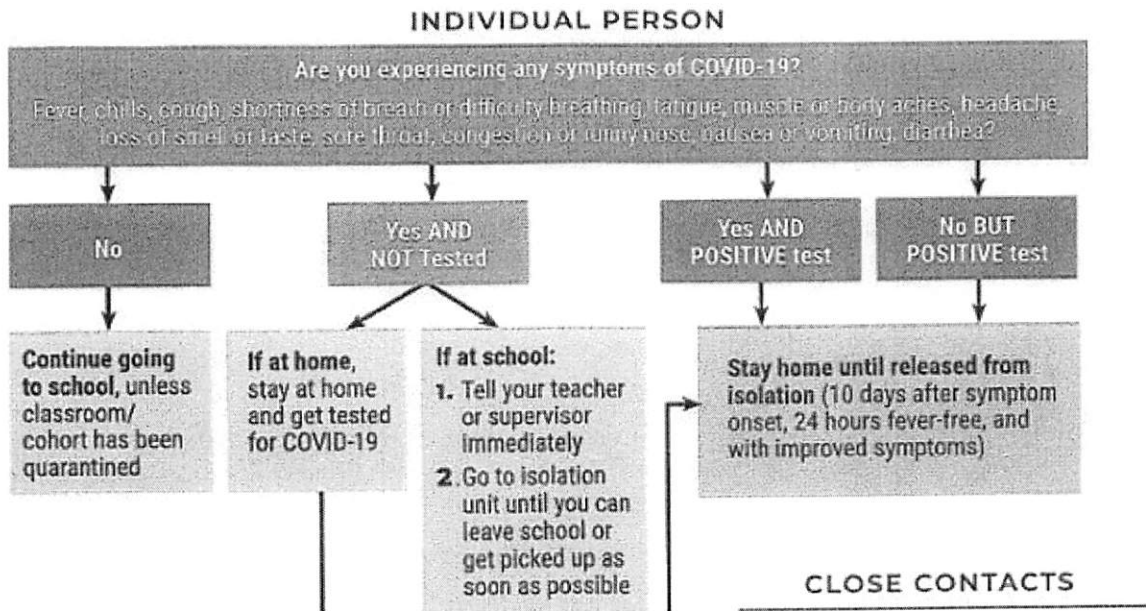 INDIVIDUAL PERSON
Are you experiencing any symptoms of COVID-19?
Fever, chills, cough, shortness of breath or difficulty breathing, fatigue, muscle or body aches, headache,
loss of smell or taste, sore throat, congestion or runny nose, nausea or vomiting, diarrhea?
No
Yes AND
NOT Tested
Yes AND
POSITIVE test
No BUT
POSITIVE test
Continue going
to school, unless
classroom/
cohort has been
quarantined
If at home,
stay at home
and get tested
for COVID-19
If at school:
1. Tell your teacher
or supervisor
immediately
2. Go to isolation
unit until you can
leave school or
get picked up as
soon as possible
Stay home until released from
isolation (10 days after symptom
onset, 24 hours fever-free, and
with improved symptoms)
CLOSE CONTACTS